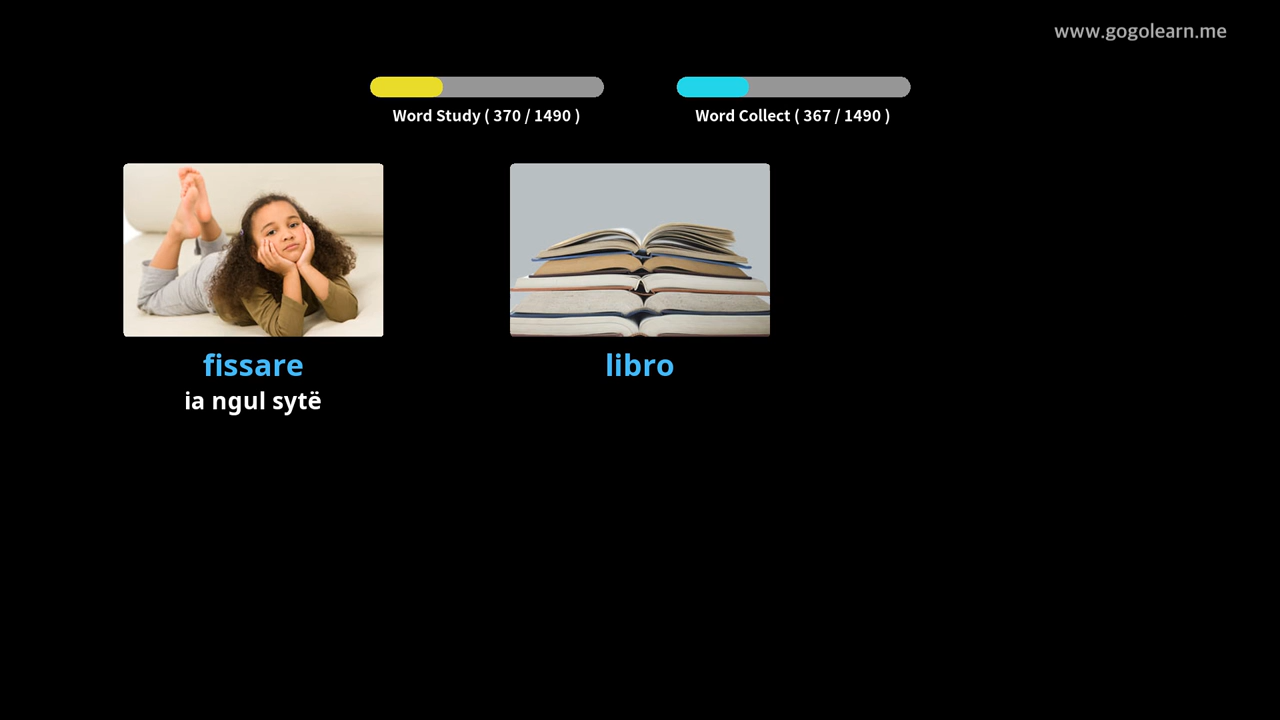 www.gogolearn.me
Word Study ( 370 / 1490 )
Word Collect ( 367 / 1490 )
fissare
ia ngul sytë
libro